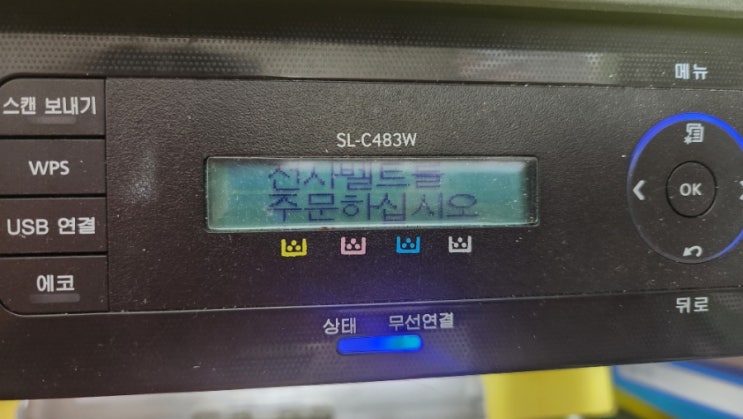 메뉴
스캔 보내기
SL-C483W
WPS
전사벨트를
주문하십시오
OK
USB 연결
에코
뒤로
상태 무선연결